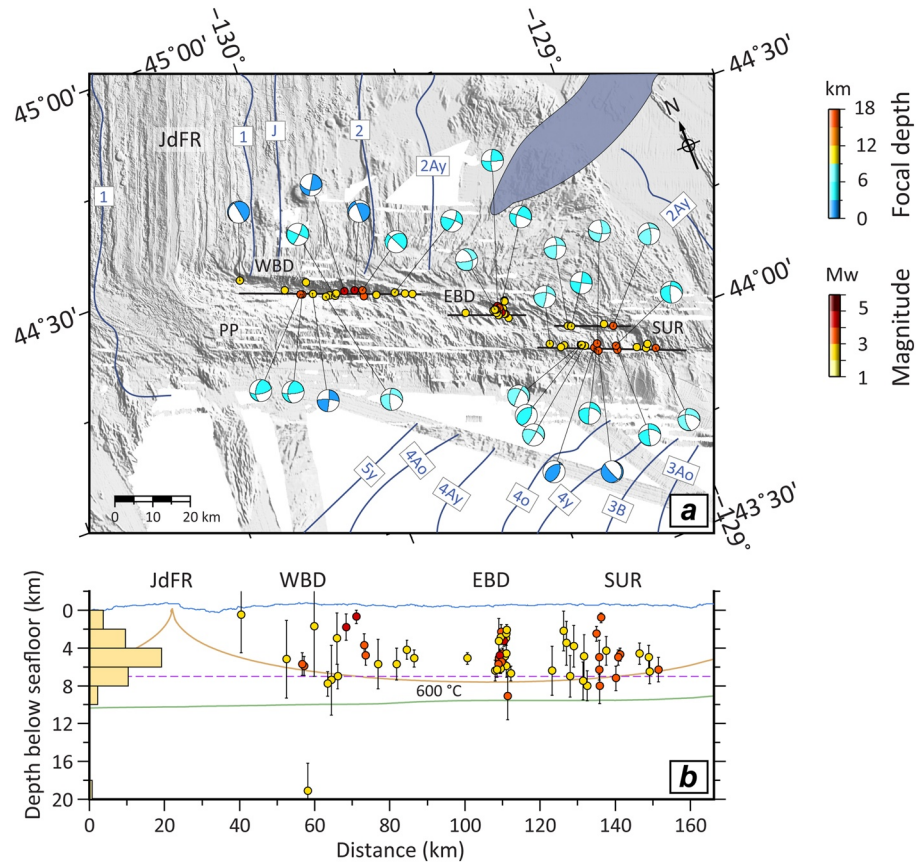 −130˚
−129˚
45˚00'
44˚30'
45˚00'
JdFR
1
J
2
2Ay
N
1
2Ay
WBD
EBD
44˚00'
44˚30'
PP
SUR
5y
4Ao
4Ay
4o
4y
3B
3Ao
0 10 20 km
a
43˚30'
−129˚
km
18
12
6
0
Focal depth
Mw
5
3
1
Magnitude
JdFR WBD EBD SUR
0
4
8
12
16
20
Depth below seafloor (km)
600 ˚C
b
0 20 40 60 80 100 120 140 160
Distance (km)